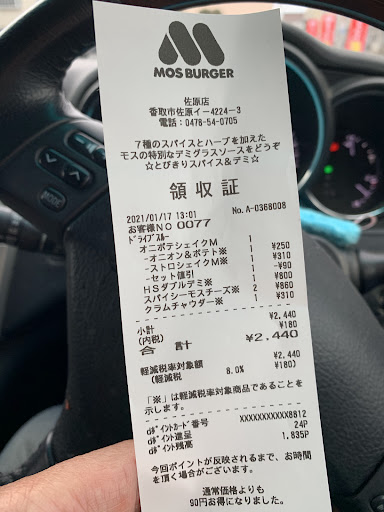 MOS BURGER
佐原店
香取市佐原イー4224-3
電話：0478-54-0705
7種のスパイスとハーブを加えた
モスの特別なデミグラスソースをどうぞ
☆とびきりスパイス&デミ☆
領収証
2021/01/17 13:01 No. A-0368008
お客様NO 0077
ﾄﾞﾗｲﾌﾞｽﾙｰ
オニポテシェイクM 1 ¥250
-オニオン&ポテト※ 1 ¥310
-ストロシェイクM※
-セット値引 1 -¥90
HSダブルデミ※ 1 ¥800
スパイシーモスチーズ※ 2 ¥860
クラムチャウダー※ 1 ¥310
小計 ¥2,440
(内税) ¥180
合計 ¥2,440
軽減税率対象額 ¥2,440
(軽減税 8.0% ¥180)
「※」は軽減税率対象商品であることを
示します。
dﾎﾟｲﾝﾄｶｰﾄﾞ番号 XXXXXXXXXXX8812
dﾎﾟｲﾝﾄ進呈 24P
dﾎﾟｲﾝﾄ残高 1,835P
今回ポイントが反映されるまで、お時間
を頂く場合がございます。
通常価格よりも
90円お得になりました。
MODE